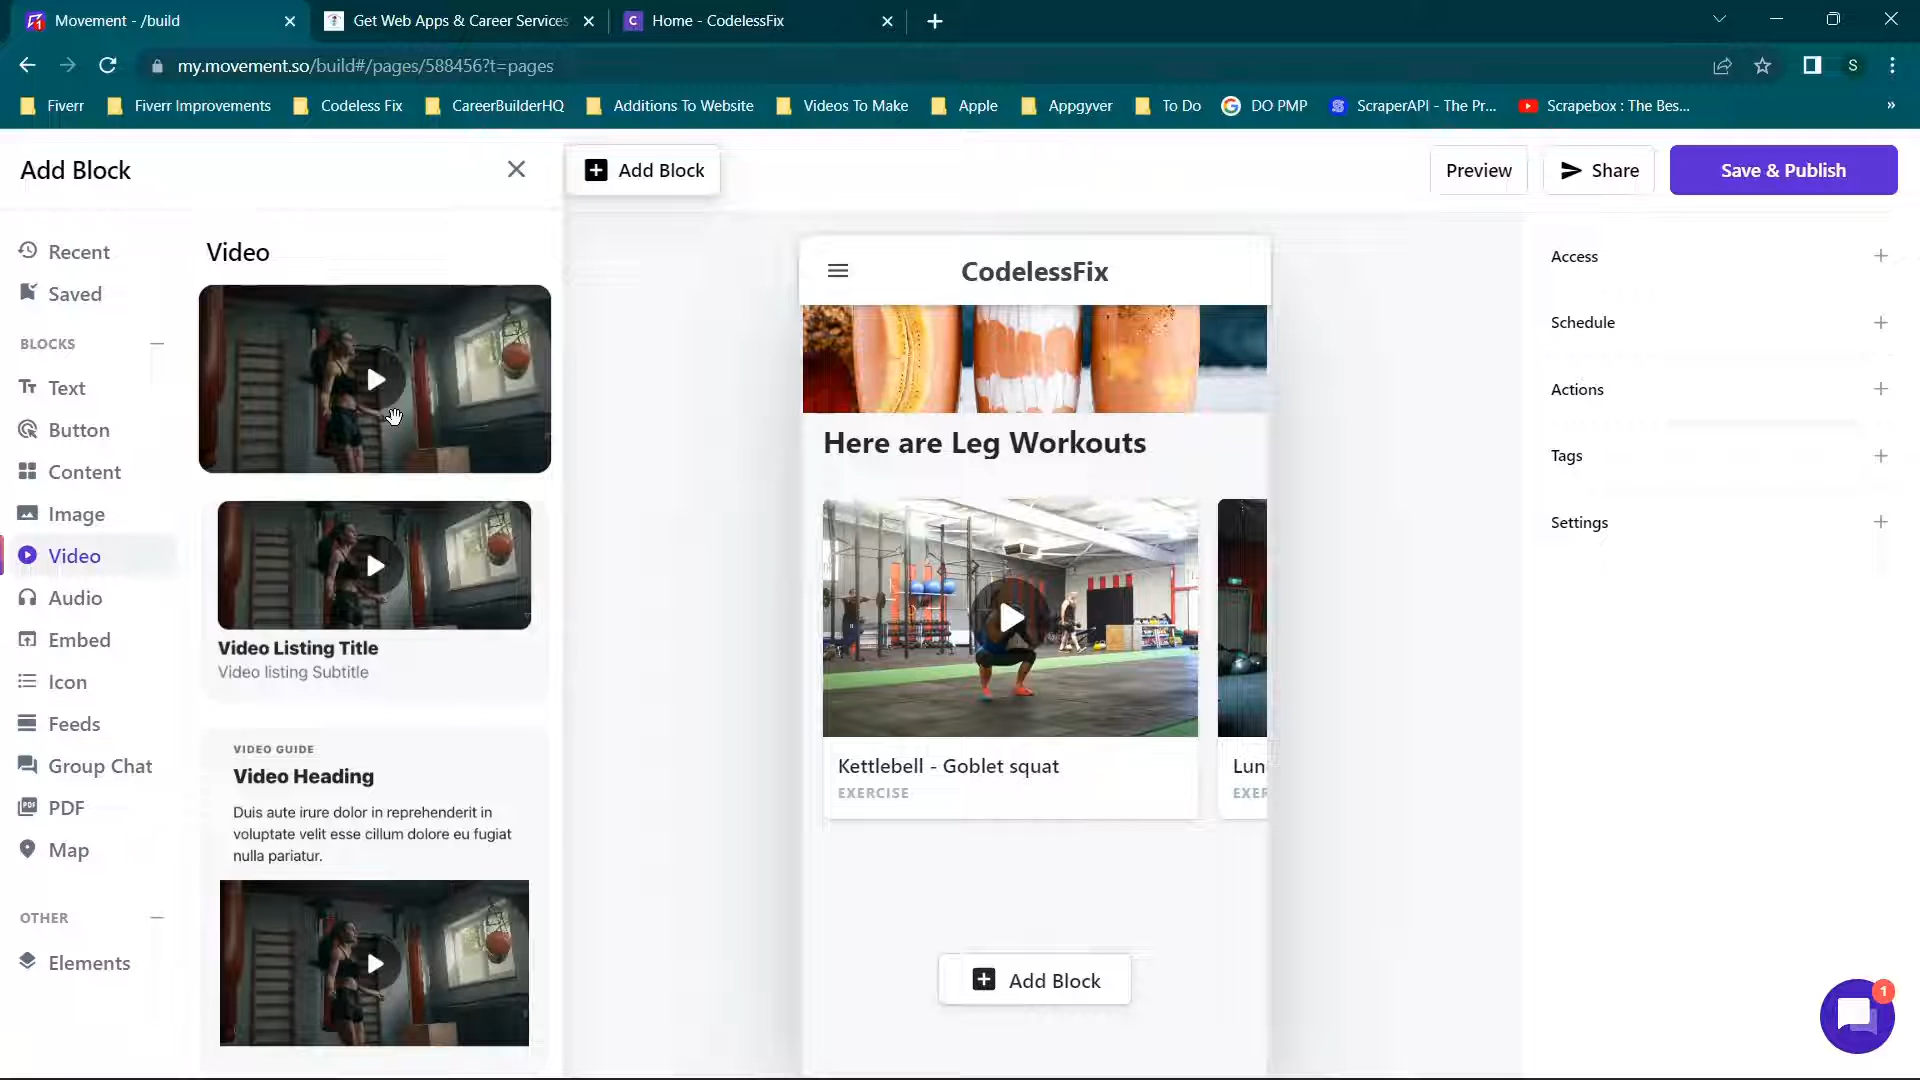 Movement - /build
Get Web Apps & Career Services
Home - CodelessFix
my.movement.so/build#/pages/588456?t=pages
S
Fiverr
Fiverr Improvements
Codeless Fix
CareerBuilderHQ
Additions To Website
Videos To Make
Apple
Appgyver
To Do
DO PMP
ScraperAPI - The Pr...
Scrapebox : The Bes...
»
Add Block
Add Block
Preview
Share
Save & Publish
Recent
Saved
BLOCKS
Text
Button
Content
Image
Video
Audio
Embed
Icon
Feeds
Group Chat
PDF
Map
OTHER
Elements
Video
Video Listing Title
Video listing Subtitle
VIDEO GUIDE
Video Heading
Duis aute irure dolor in reprehenderit in
voluptate velit esse cillum dolore eu fugiat
nulla pariatur.
CodelessFix
Here are Leg Workouts
Kettlebell - Goblet squat
EXERCISE
Lun
EXER
Add Block
Access
Schedule
Actions
Tags
Settings
1